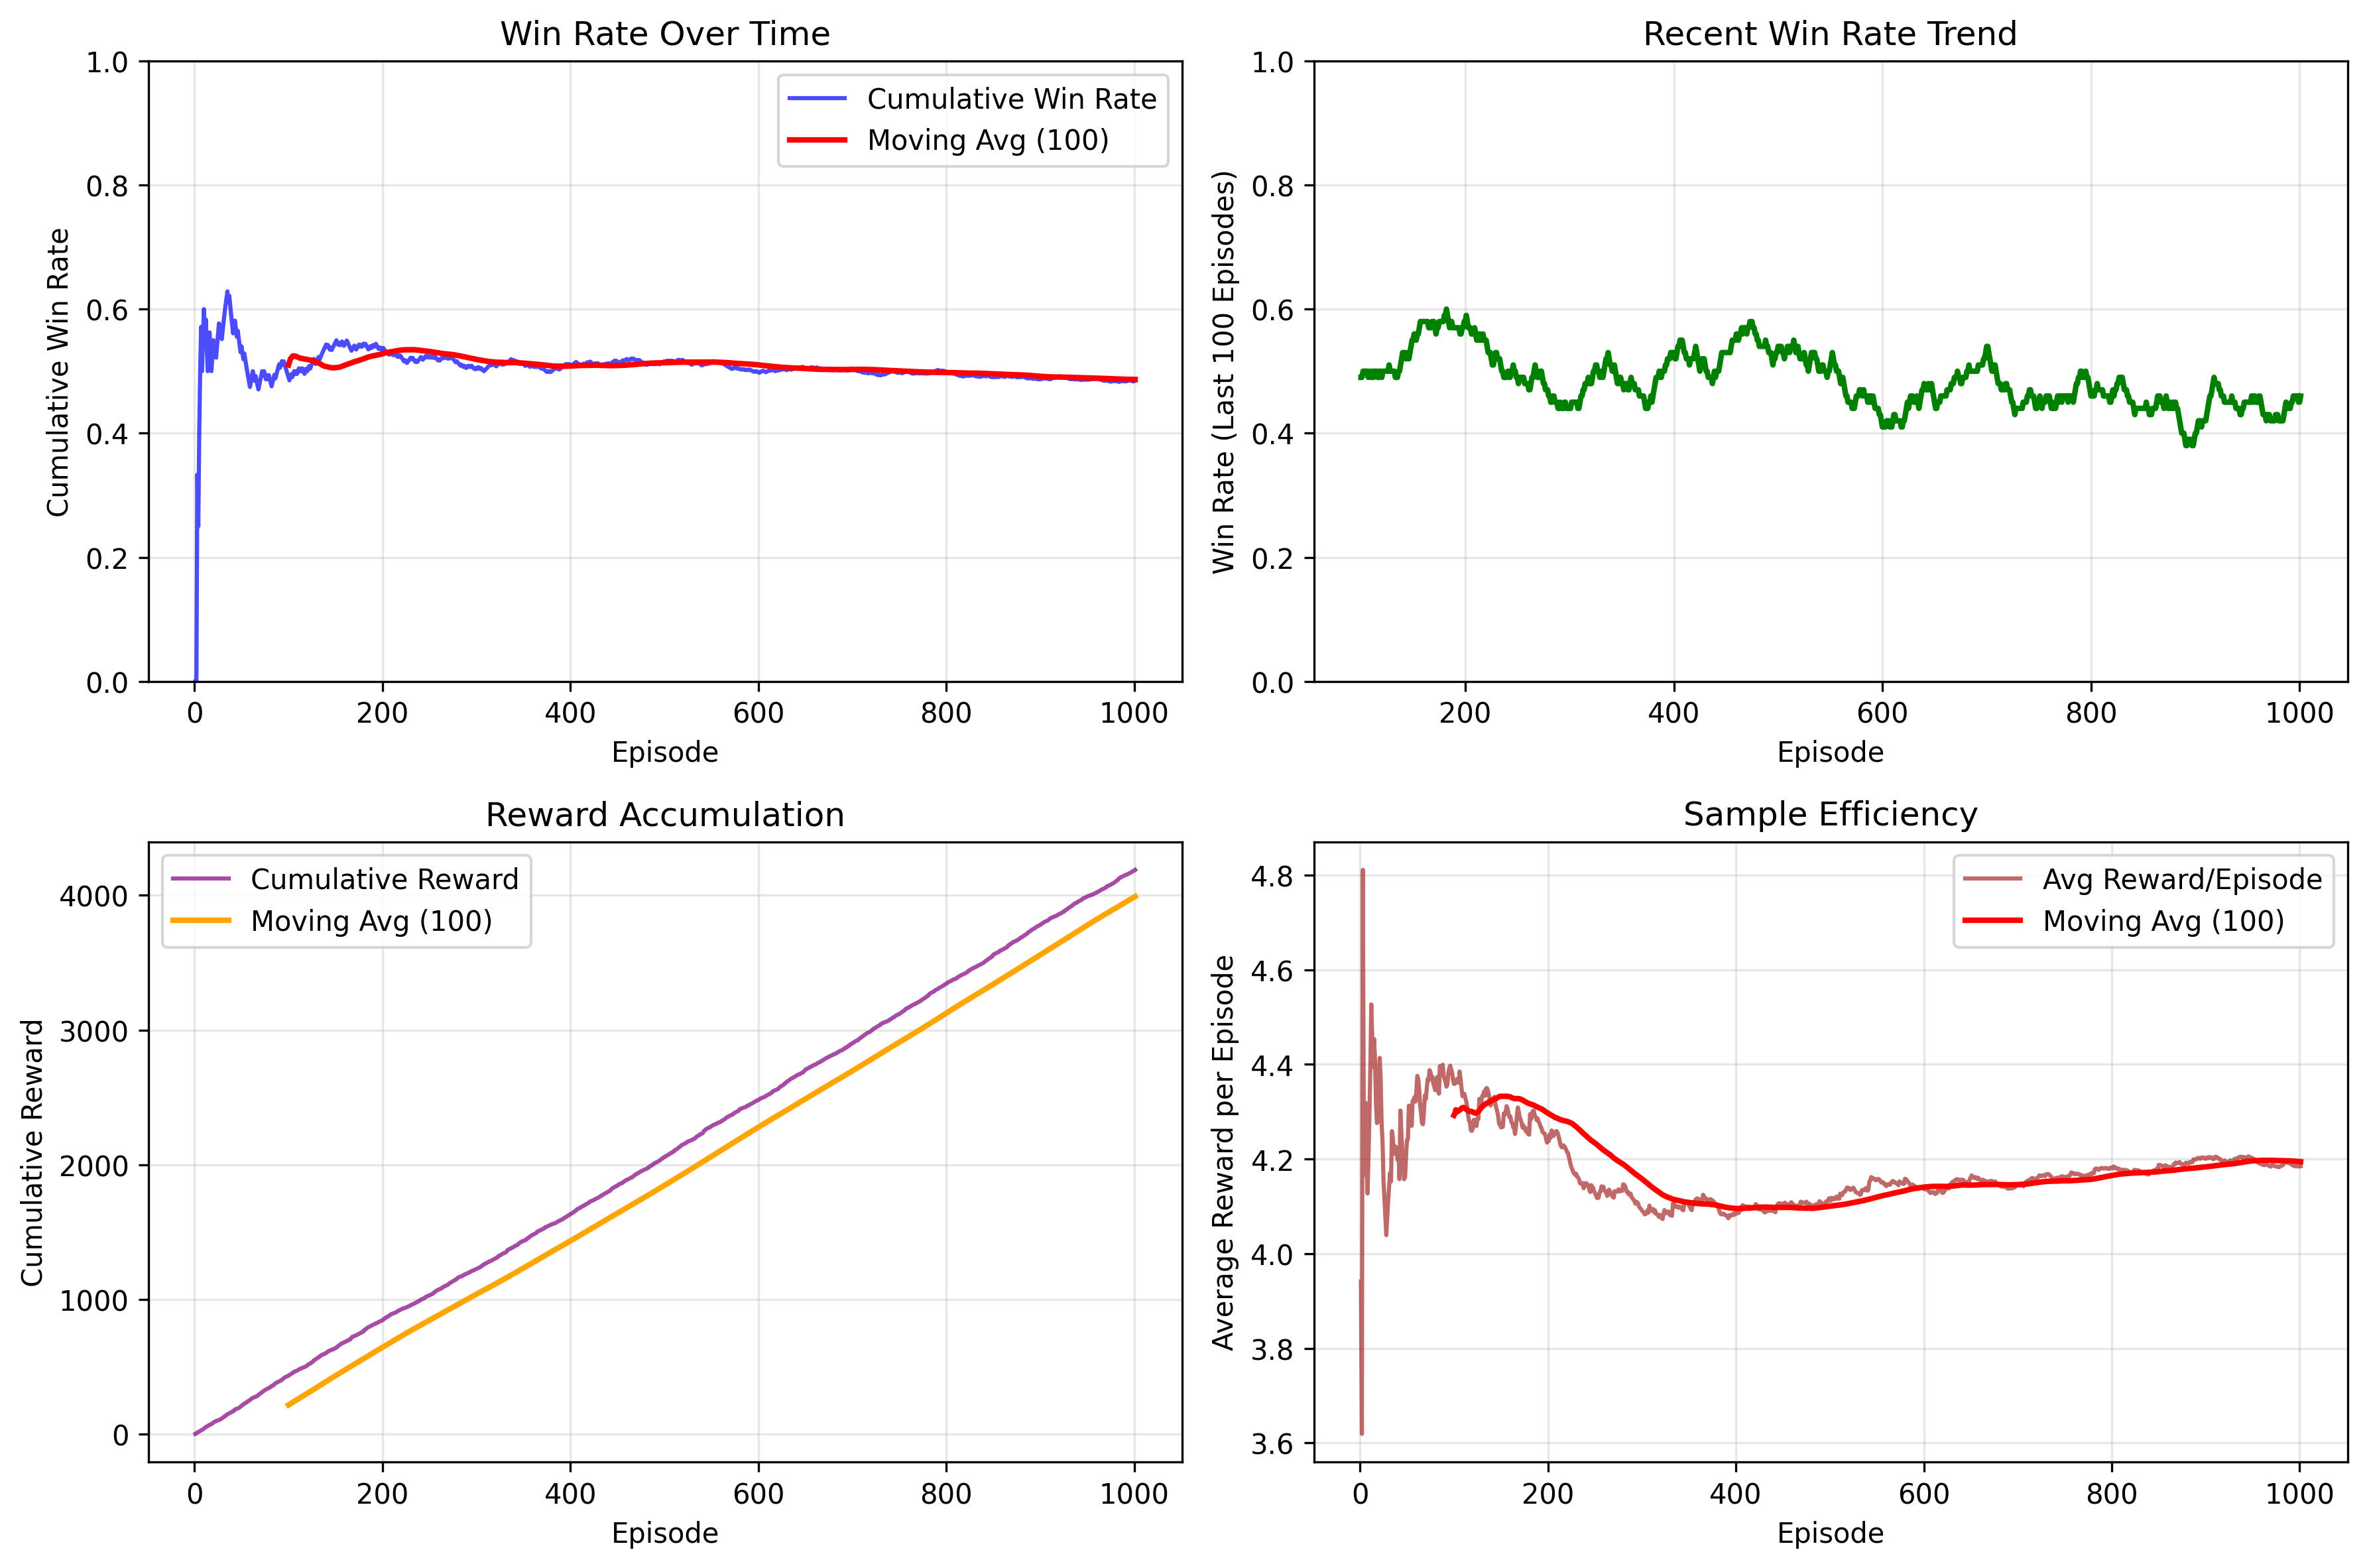 Win Rate Over Time
Cumulative Win Rate
1.0
0.8
0.6
0.4
0.2
0.0
Cumulative Win Rate
Moving Avg (100)
0 200 400 600 800 1000
Episode
Recent Win Rate Trend
Win Rate (Last 100 Episodes)
1.0
0.8
0.6
0.4
0.2
0.0
200 400 600 800 1000
Episode
Reward Accumulation
Cumulative Reward
4000
3000
2000
1000
0
Cumulative Reward
Moving Avg (100)
0 200 400 600 800 1000
Episode
Sample Efficiency
Average Reward per Episode
4.8
4.6
4.4
4.2
4.0
3.8
3.6
Avg Reward/Episode
Moving Avg (100)
0 200 400 600 800 1000
Episode